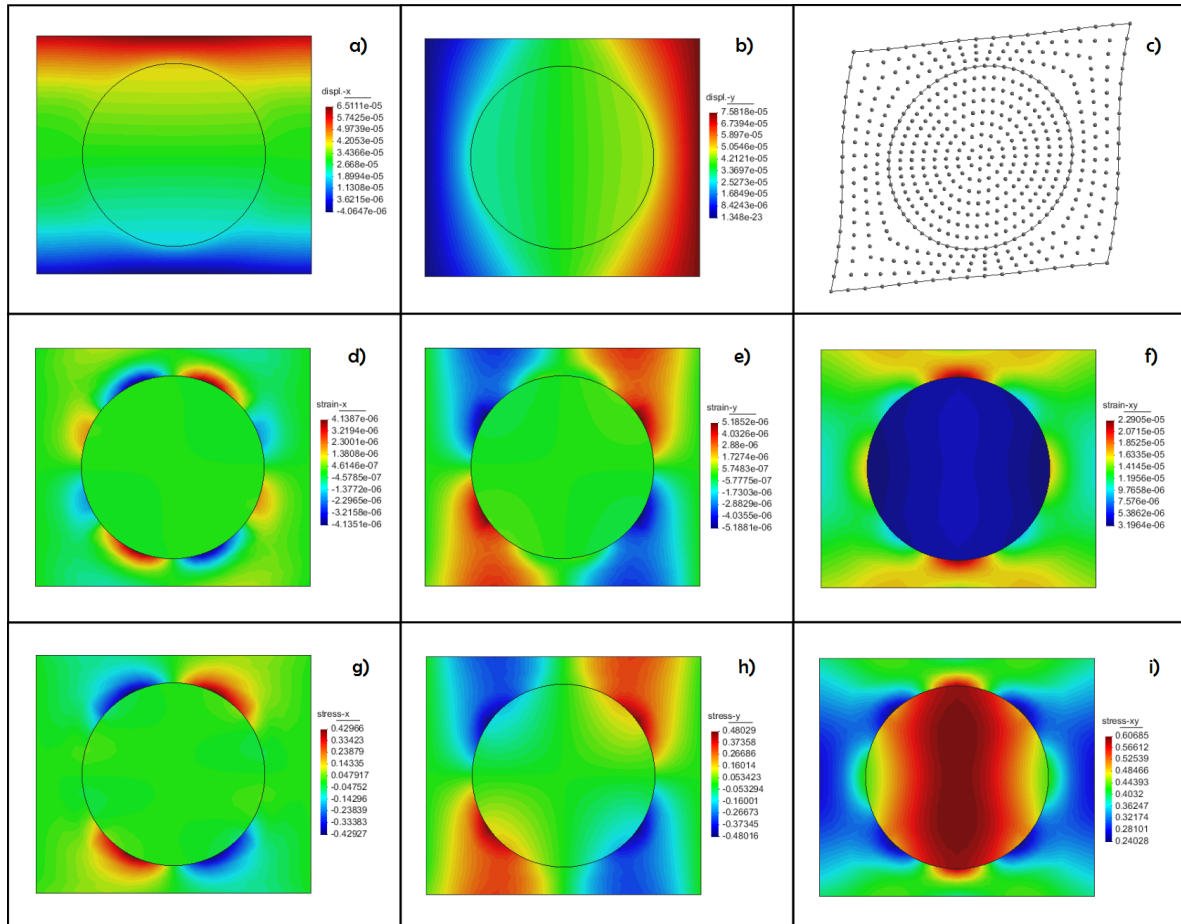 a)
displ.-x
6.5111e-05
5.7425e-05
4.9739e-05
4.2053e-05
3.4366e-05
2.668e-05
1.8994e-05
1.1308e-05
3.6215e-06
-4.0647e-06
b)
displ.-y
7.5818e-05
6.7394e-05
5.897e-05
5.0546e-05
4.2121e-05
3.3697e-05
2.5273e-05
1.6849e-05
8.4243e-06
1.348e-23
c)
d)
strain-x
4.1387e-06
3.2194e-06
2.3001e-06
1.3808e-06
4.6146e-07
-4.5785e-07
-1.3772e-06
-2.2965e-06
-3.2158e-06
-4.1351e-06
e)
strain-y
5.1852e-06
4.0326e-06
2.88e-06
1.7274e-06
5.7483e-07
-5.7775e-07
-1.7303e-06
-2.8829e-06
-4.0355e-06
-5.1881e-06
f)
strain-xy
2.2905e-05
2.0715e-05
1.8525e-05
1.6335e-05
1.4145e-05
1.1956e-05
9.7658e-06
7.576e-06
5.3862e-06
3.1964e-06
g)
stress-x
0.42966
0.33423
0.23879
0.14335
0.047917
-0.04752
-0.14296
-0.23839
-0.33383
-0.42927
h)
stress-y
0.48029
0.37358
0.26686
0.16014
0.053423
-0.053294
-0.16001
-0.26673
-0.37345
-0.48016
i)
stress-xy
0.60685
0.56612
0.52539
0.48466
0.44393
0.4032
0.36247
0.32174
0.28101
0.24028